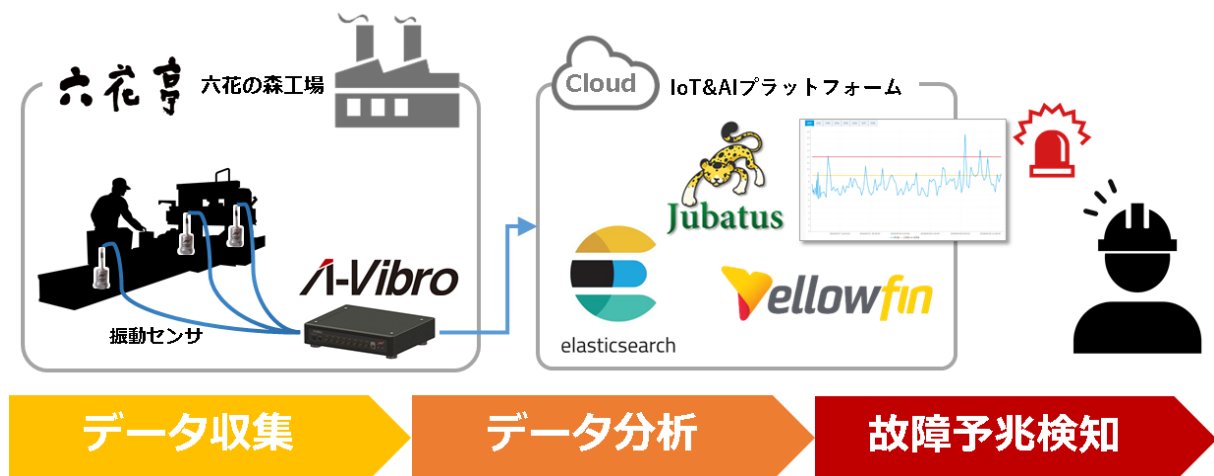 六花亭 六花の森工場
Cloud IoT&AIプラットフォーム
Jubatus
Λ-Vibro
Yellowfin
振動センサ
elasticsearch
データ収集
データ分析
故障予兆検知